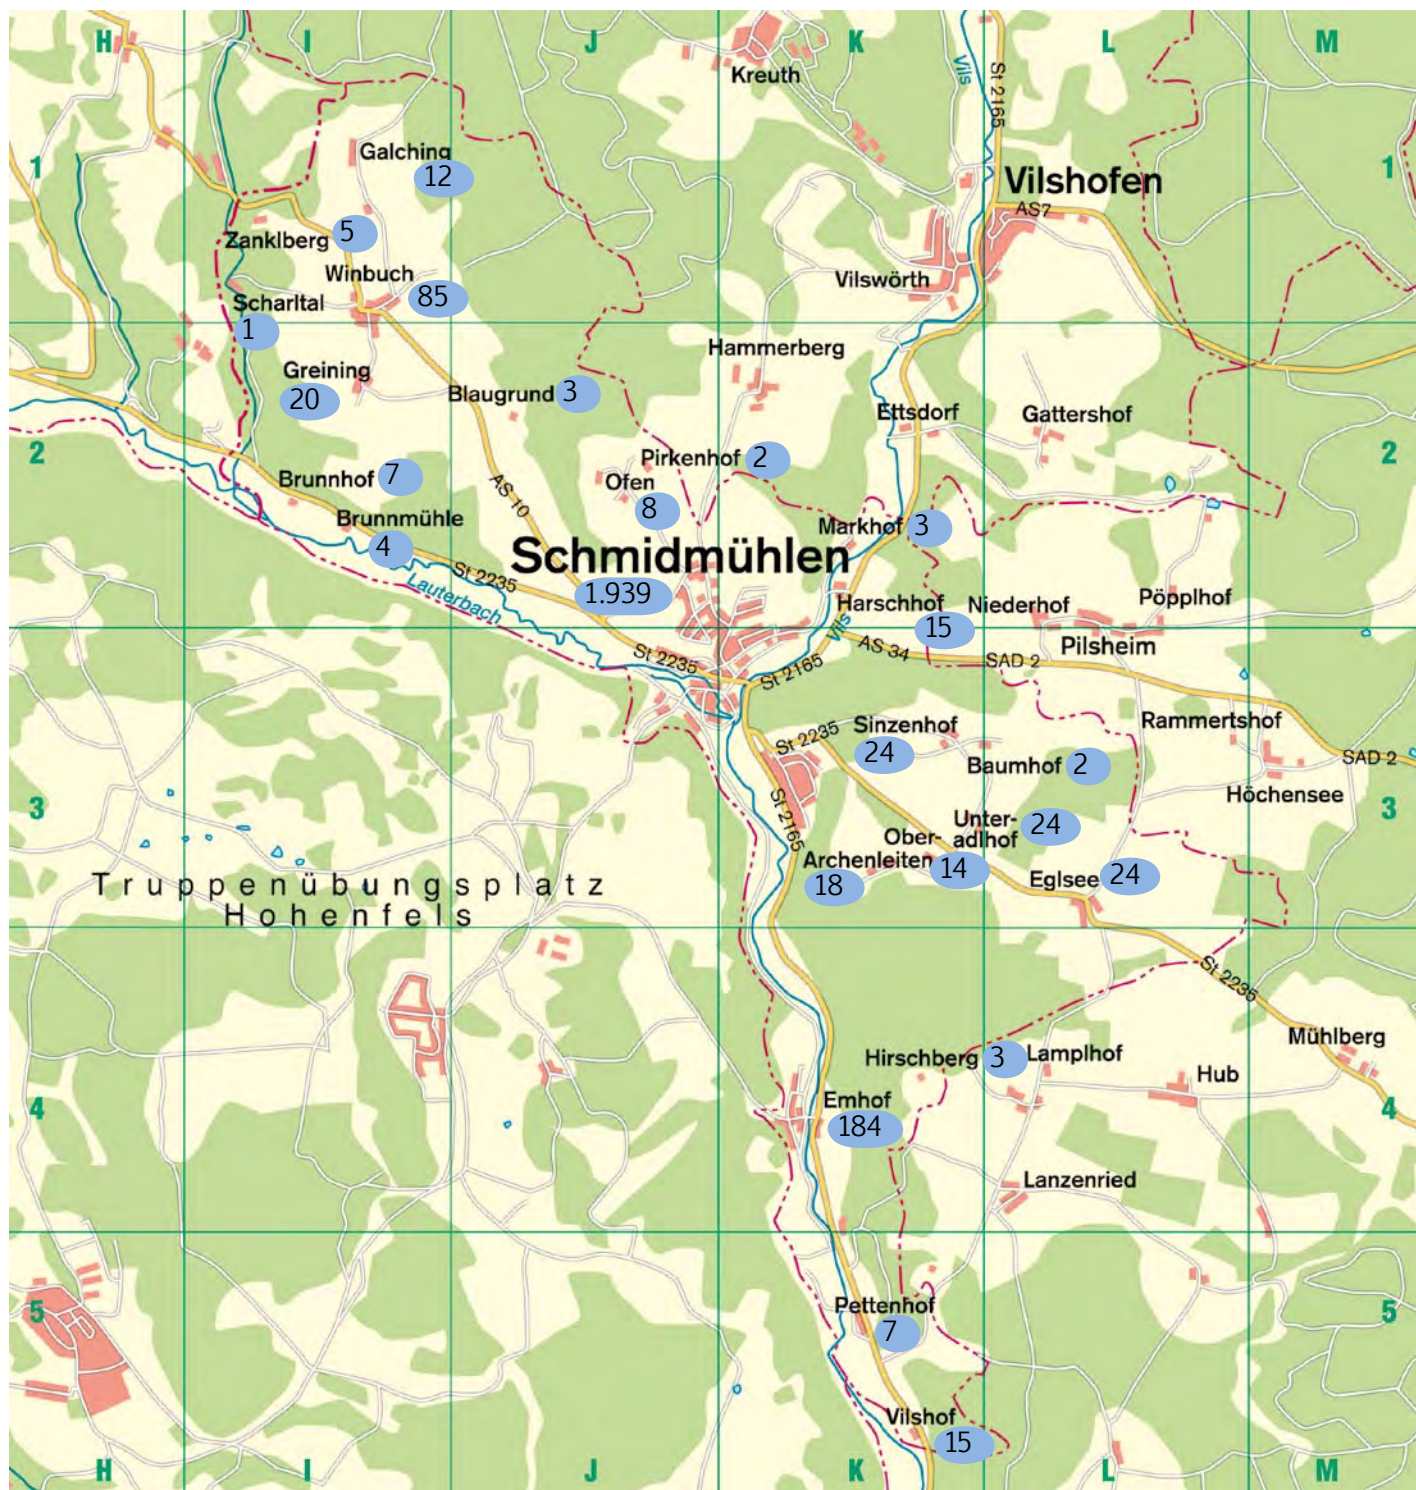 H I J K L M
Kreuth
Vils
St 2165
1 Galching 1
12
Vilshofen
AS7
Zanklberg 5
Winbuch
85
Vilswörth
Scharltal
1
Hammerberg
Greining
20
Blaugrund 3
Ettsdorf
Gattershof
2 2
Pirkenhof 2
Brunnhof 7
Ofen
8
AS 10
Brunnmühle
4
Markhof 3
Schmidmühlen
1.939
St 2235
Lauterbach
Harschhof
15
Niederhof
Pöpplhof
Vils
Pilsheim
AS 34
SAD 2
St 2235
St 2165
Sinzenhof
24
St 2235
Rammertshof
Baumhof 2
SAD 2
Höchensee
3 3
St 2165
Unter-
adlhof
24
Ober-
14
Archenleiten
18
Eglsee 24
Truppenübungsplatz
Hohenfels
St 2235
Mühlberg
Hirschberg 3
Lamplhof
Hub
4 4
Emhof
184
Lanzenried
5 5
Pettenhof
7
Vilshof
15
H I J K L M